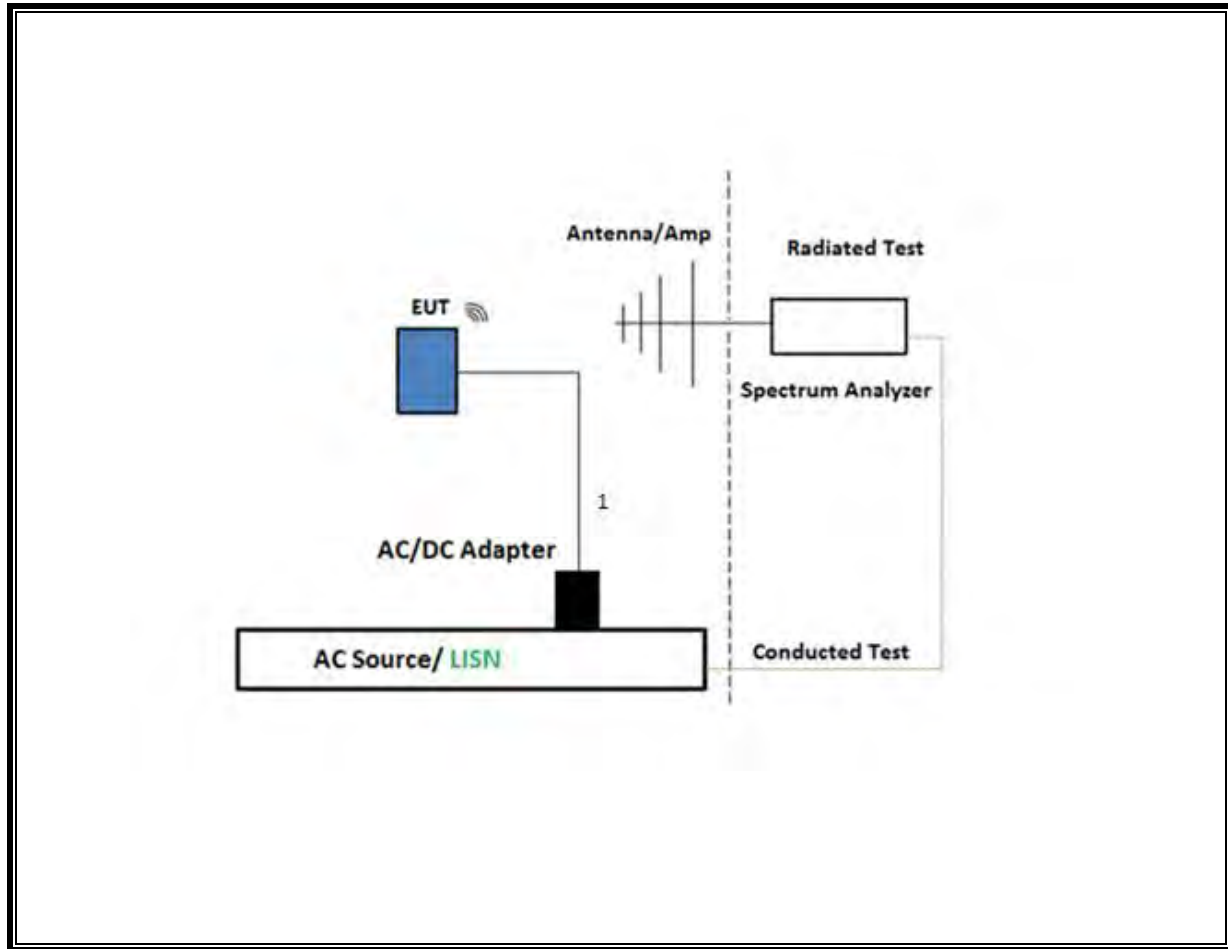 Antenna/Amp
Radiated Test
EUT
Spectrum Analyzer
1
AC/DC Adapter
AC Source/ LISN
Conducted Test